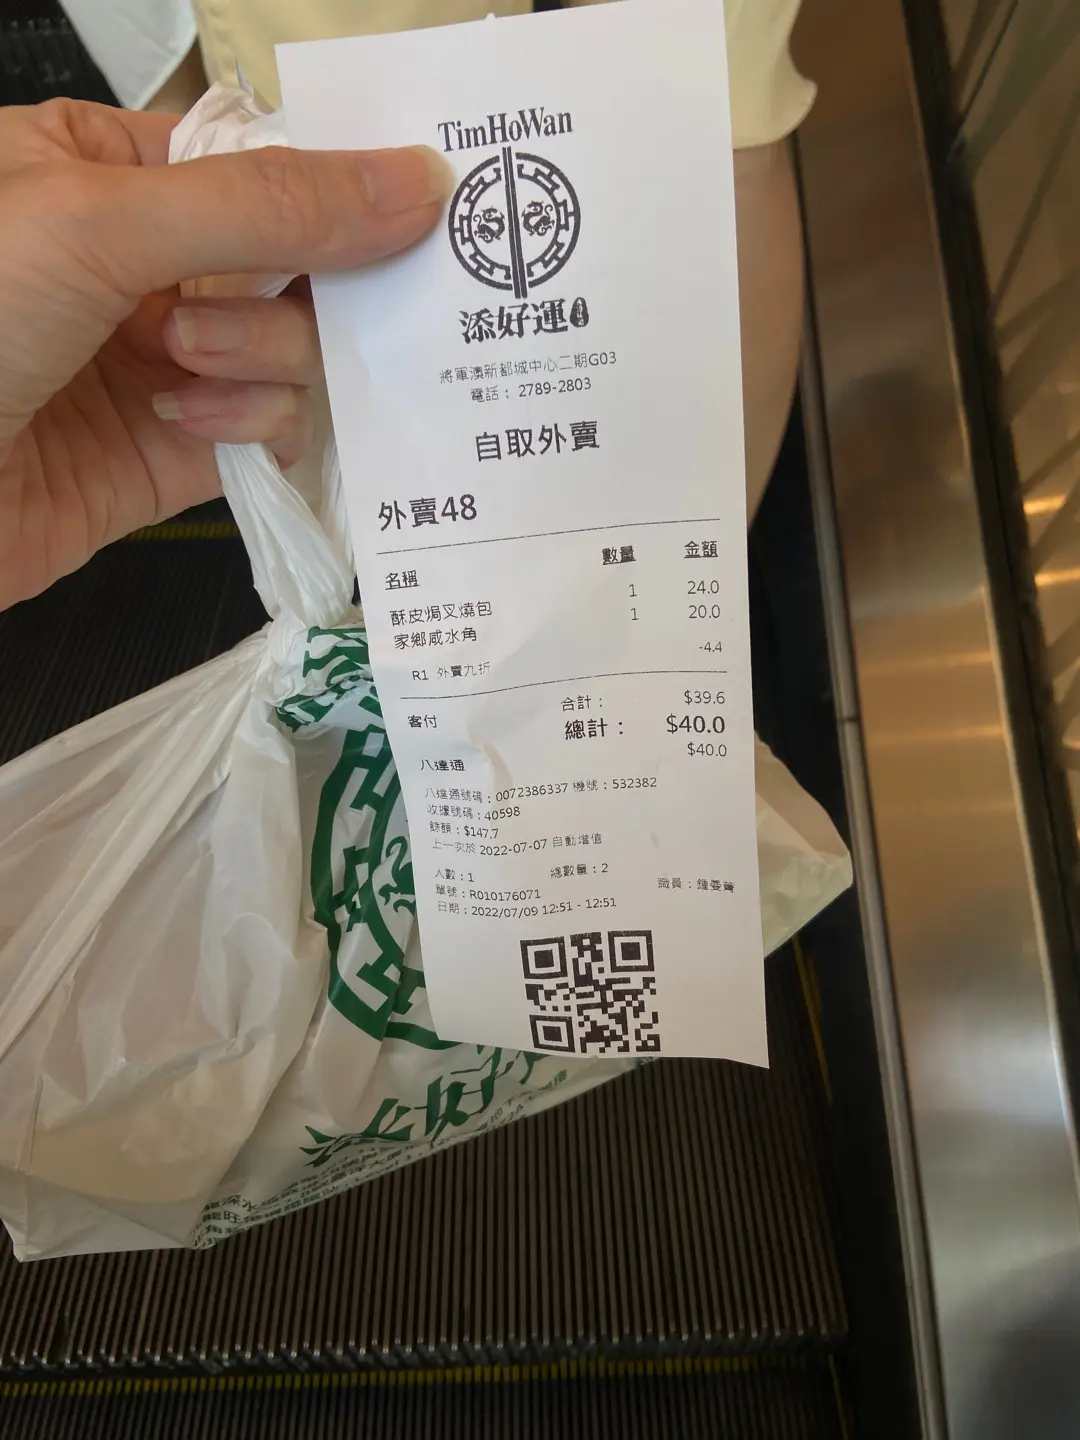 TimHoWan
添好運
將軍澳新都城中心二期G03
電話： 2789-2803
自取外賣
外賣48
名稱 數量 金額
酥皮焗叉燒包 1 24.0
家鄉咸水角 1 20.0
R1 外賣九折 -4.4
合計： $39.6
客付 總計： $40.0
八達通 $40.0
八達通號碼：0072386337 機號：532382
收據號碼：40598
餘額：$147.7
上一次於 2022-07-07 自動增值
人數：1 總數量：2
單號：R010176071 職員：鍾
日期：2022/07/09 12:51 - 12:51